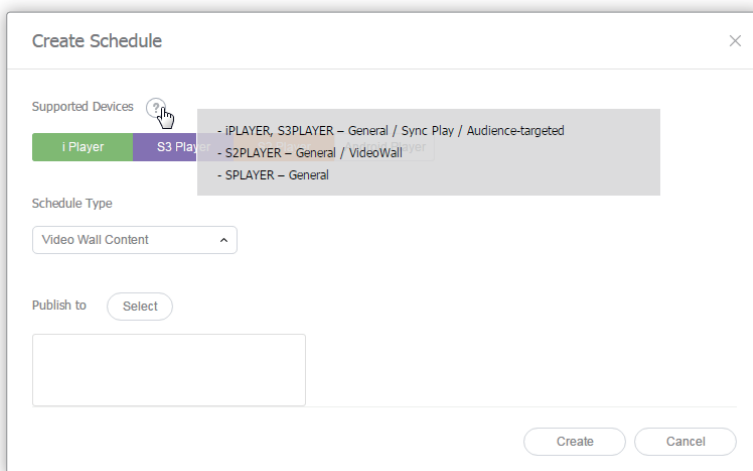 Create Schedule
Supported Devices ?
- iPLAYER, S3PLAYER – General / Sync Play / Audience-targeted
i Player S3 Player Player
- S2PLAYER – General / VideoWall
- SPLAYER – General
Schedule Type
Video Wall Content
Publish to Select
Create Cancel